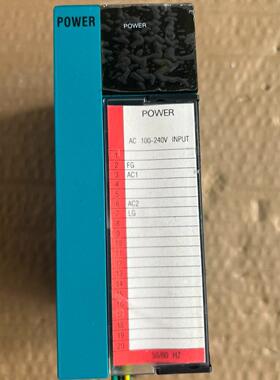 POWER
POWER
POWER
AC 100-240V INPUT
1
2 FG
3 AC1
4
5
6 AC2
7 LG
8
9
10
11
12
13
14
15
16
17
18
19
20
50/60 HZ